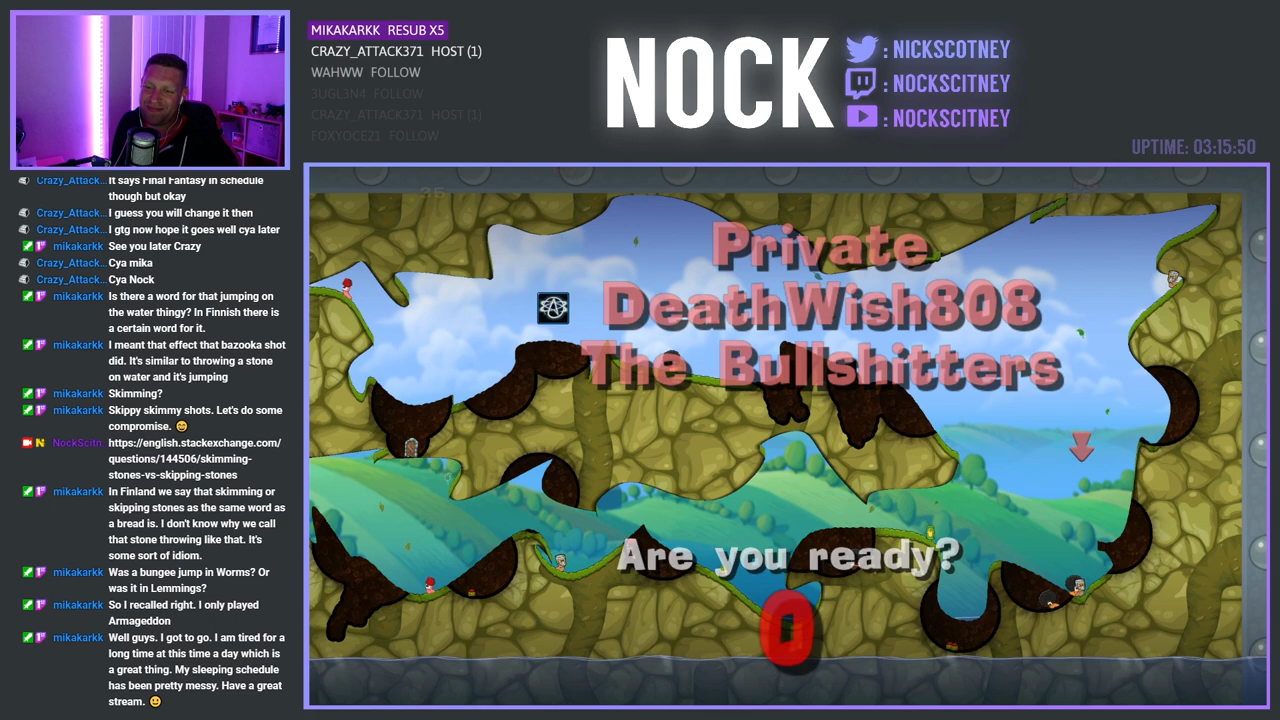 MIKAKARKK RESUB X5
CRAZY_ATTACK371 HOST (1)
WAHWW FOLLOW
3UGL3N4 FOLLOW
CRAZY_ATTACK371 HOST (1)
FOXYOCE21 FOLLOW
NOCK
: NICKSCOTNEY
: NOCKSCITNEY
: NOCKSCITNEY
UPTIME: 03:15:50
Crazy_Attack... It says Final Fantasy in schedule
though but okay
Crazy_Attack... I guess you will change it then
Crazy_Attack... I gtg now hope it goes well cya later
mikakarkk See you later Crazy
Crazy_Attack... Cya mika
Crazy_Attack... Cya Nock
mikakarkk Is there a word for that jumping on
the water thingy? In Finnish there is
a certain word for it.
mikakarkk I meant that effect that bazooka shot
did. It's similar to throwing a stone
on water and it's jumping
mikakarkk Skimming?
mikakarkk Skippy skimmy shots. Let's do some
compromise. 😄
NockScitn... https://english.stackexchange.com/
questions/144506/skimming-
stones-vs-skipping-stones
mikakarkk In Finland we say that skimming or
skipping stones as the same word as
a bread is. I don't know why we call
that stone throwing like that. It's
some sort of idiom.
mikakarkk Was a bungee jump in Worms? Or
was it in Lemmings?
mikakarkk So I recalled right. I only played
Armageddon
mikakarkk Well guys. I got to go. I am tired for a
long time at this time a day which is
a great thing. My sleeping schedule
has been pretty messy. Have a great
stream. 🙂
35
Private
DeathWish808
The Bullshitters
Are you ready?
0